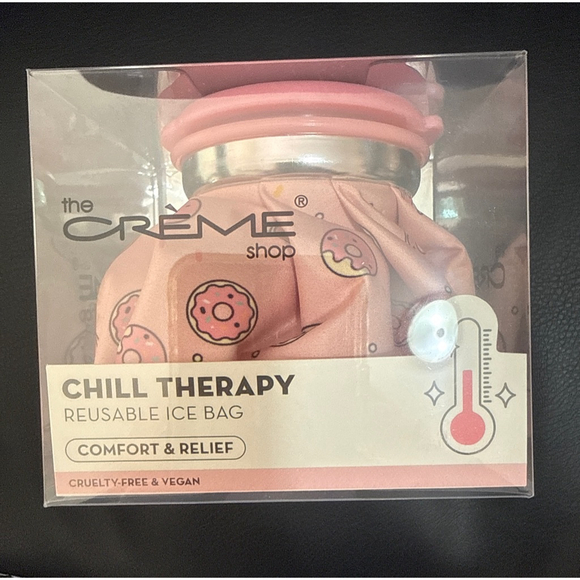 the
CRÈME®
shop
CHILL THERAPY
REUSABLE ICE BAG
COMFORT & RELIEF
CRUELTY-FREE & VEGAN